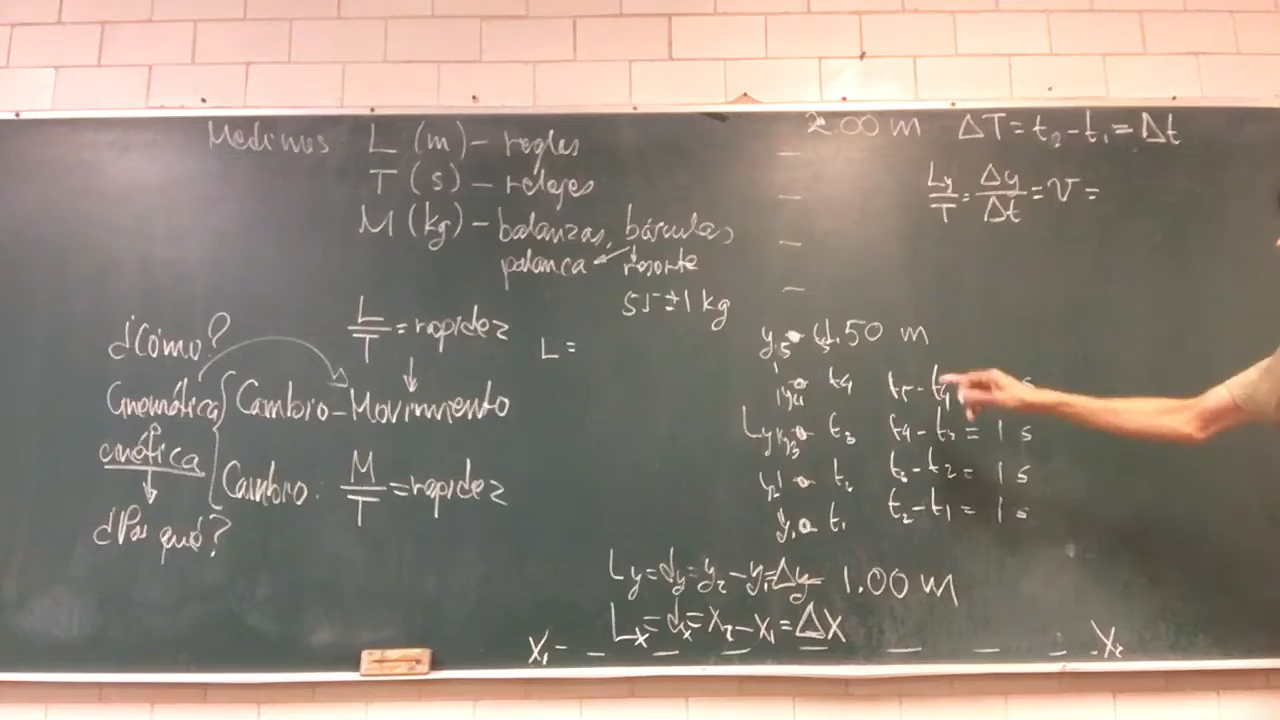 Medimos L (m) - reglas
T (s) - relojes
M (kg) - balanzas, básculas
palanca ← resorte
55 ± 1 kg
L/T = rapidez
L =
¿Cómo?
Cinemática
Cambio - Movimiento
cinética
Cambio: M/T = rapidez
¿Por qué?
2.00 m ΔT = t₂ - t₁ = Δt
Ly/T = Δy/Δt = v =
y₅ 1.50 m
y₄ t₄ t₅ - t₄ s
Ly y₃ t₃ t₄ - t₃ = 1 s
y₂ t₂ t₃ - t₂ = 1 s
y₁ t₁ t₂ - t₁ = 1 s
Ly = dy = y₂ - y₁ = Δy 1.00 m
Lx = dx = x₂ - x₁ = Δx
X₁ - - - - - - - - X₂